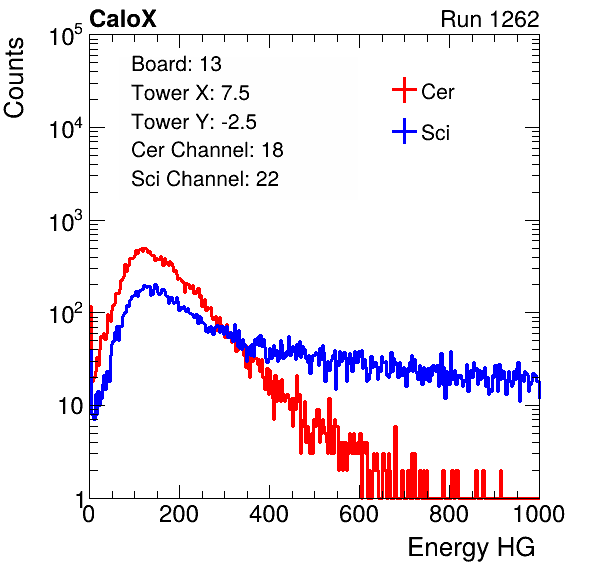 CaloX Run 1262
Counts
Board: 13
Tower X: 7.5
Tower Y: -2.5
Cer Channel: 18
Sci Channel: 22
Cer
Sci
10^5
10^4
10^3
10^2
10
1
0 200 400 600 800 1000
Energy HG